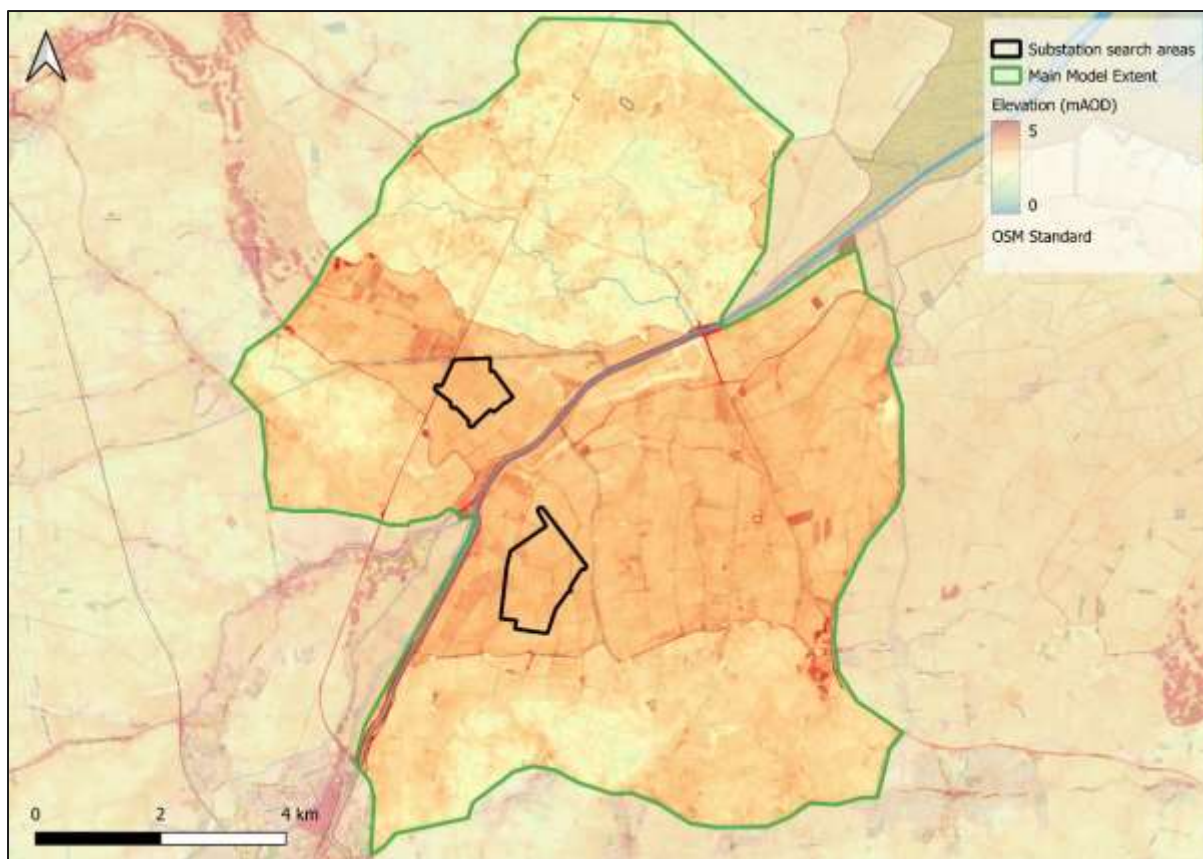 Substation search areas
Main Model Extent
Elevation (mAOD)
5
0
OSM Standard
0 2 4 km